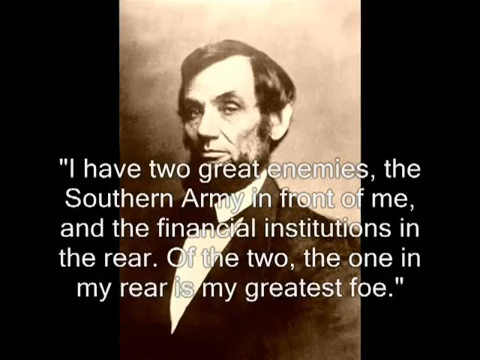 "I have two great enemies, the
Southern Army in front of me,
and the financial institutions in
the rear. Of the two, the one in
my rear is my greatest foe."